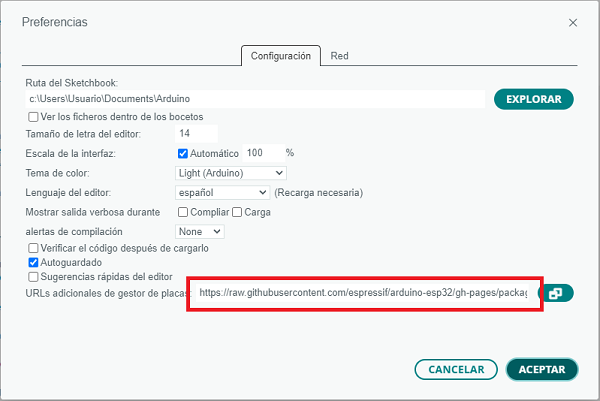 Preferencias
Configuración Red
Ruta del Sketchbook:
c:\Users\Usuario\Documents\Arduino EXPLORAR
Ver los ficheros dentro de los bocetos
Tamaño de letra del editor: 14
Escala de la interfaz: Automático 100 %
Tema de color: Light (Arduino)
Lenguaje del editor: español (Recarga necesaria)
Mostrar salida verbosa durante Compliar Carga
alertas de compilación None
Verificar el código después de cargarlo
Autoguardado
Sugerencias rápidas del editor
URLs adicionales de gestor de placas: https://raw.githubusercontent.com/espressif/arduino-esp32/gh-pages/packag
CANCELAR ACEPTAR